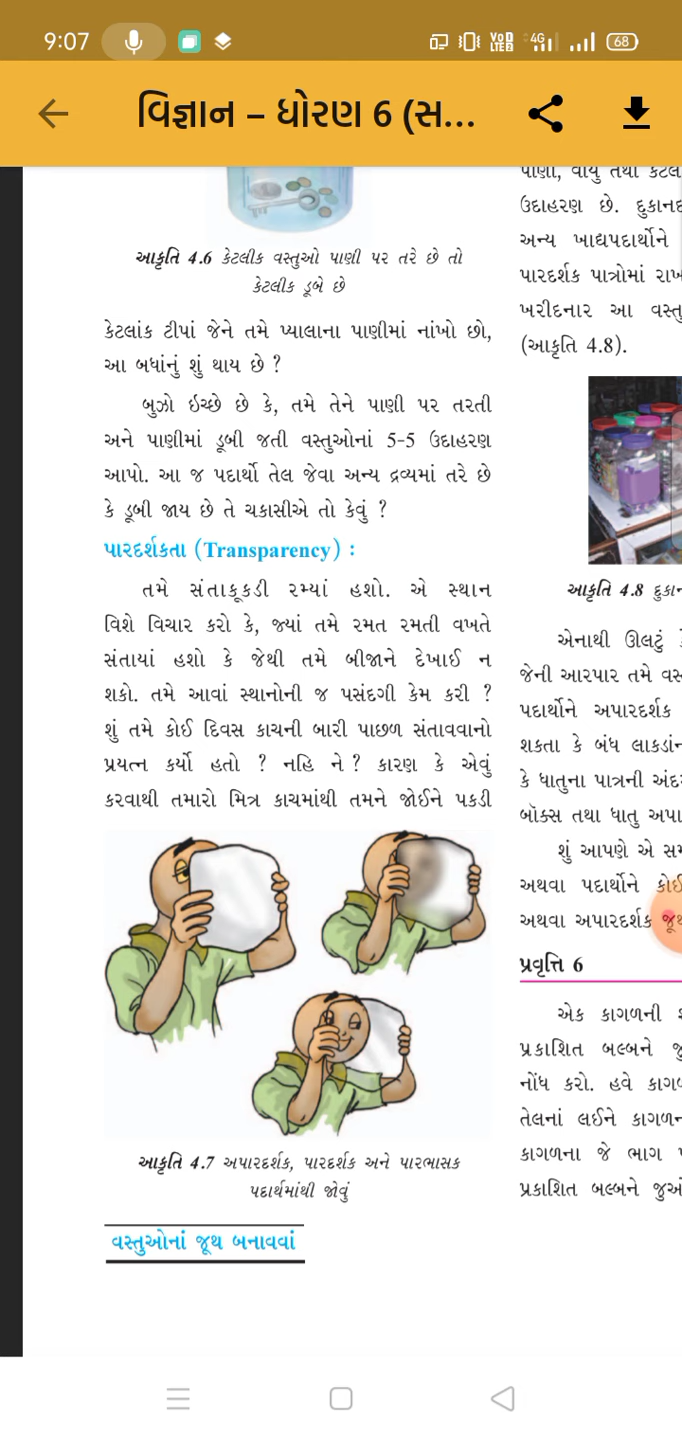 9:07
VoD LTEB 4G 68
વિજ્ઞાન – ધોરણ 6 (સ...
આકૃતિ 4.6 કેટલીક વસ્તુઓ પાણી પર તરે છે તો
કેટલીક ડૂબે છે
કેટલાંક ટીપાં જેને તમે પ્યાલાના પાણીમાં નાંખો છો,
આ બધાંનું શું થાય છે ?
બુઝો ઇચ્છે છે કે, તમે તેને પાણી પર તરતી
અને પાણીમાં ડૂબી જતી વસ્તુઓનાં 5-5 ઉદાહરણ
આપો. આ જ પદાર્થો તેલ જેવા અન્ય દ્રવ્યમાં તરે છે
કે ડૂબી જાય છે તે ચકાસીએ તો કેવું ?
પારદર્શકતા (Transparency) :
તમે સંતાકૂકડી રમ્યાં હશો. એ સ્થાન
વિશે વિચાર કરો કે, જ્યાં તમે રમત રમતી વખતે
સંતાયાં હશો કે જેથી તમે બીજાને દેખાઈ ન
શકો. તમે આવાં સ્થાનોની જ પસંદગી કેમ કરી ?
શું તમે કોઈ દિવસ કાચની બારી પાછળ સંતાવવાનો
પ્રયત્ન કર્યો હતો ? નહિ ને ? કારણ કે એવું
કરવાથી તમારો મિત્ર કાચમાંથી તમને જોઈને પકડી
આકૃતિ 4.7 અપારદર્શક, પારદર્શક અને પારભાસક
પદાર્થમાંથી જોવું
વસ્તુઓનાં જૂથ બનાવવાં
પાણી, વાયુ તથા
ઉદાહરણ છે.
અન્ય ખાદ્યપદાર્થોને
પારદર્શક પાત્રોમાં
ખરીદનાર આ
(આકૃતિ 4.8).
આકૃતિ 4.8
એનાથી ઊલટું
જેની આરપાર તમે
પદાર્થોને અપારદર્શક
શકતા કે બંધ
કે ધાતુના પાત્રની
બૉક્સ તથા ધાતુ
શું આપણે એ
અથવા પદાર્થોને
અથવા અપારદર્શક
પ્રવૃત્તિ 6
એક કાગળની
પ્રકાશિત બલ્બને
નોંધ કરો. હવે
તેલનાં લઈને
કાગળના જે ભાગ
પ્રકાશિત બલ્બને